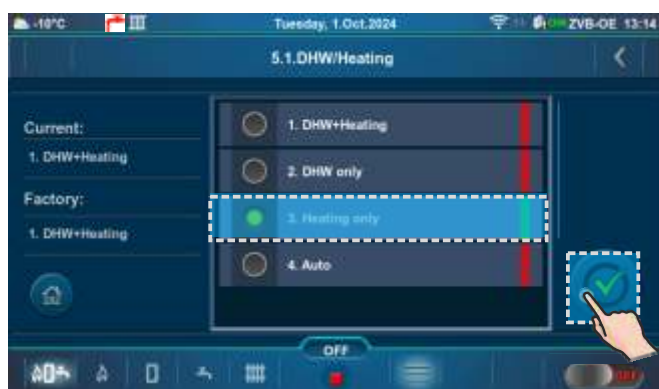 -10°C
Tuesday, 1.Oct.2024
ZVB-OE 13:14
5.1.DHW/Heating
Current:
1. DHW+Heating
Factory:
1. DHW+Heating
1. DHW+Heating
2. DHW only
3. Heating only
4. Auto
OFF
OFF